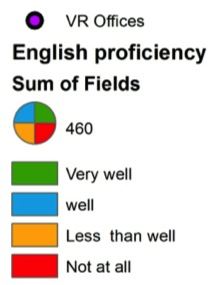 VR Offices
English proficiency
Sum of Fields
460
Very well
well
Less than well
Not at all